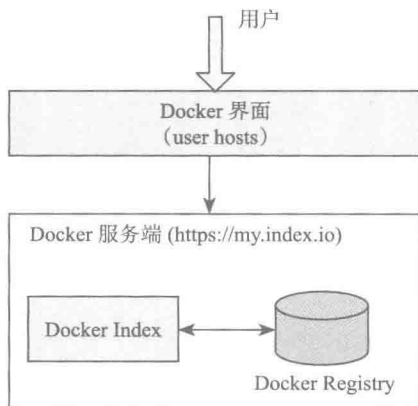 用户
Docker 界面
（user hosts）
Docker 服务端 (https://my.index.io)
Docker Index
Docker Registry